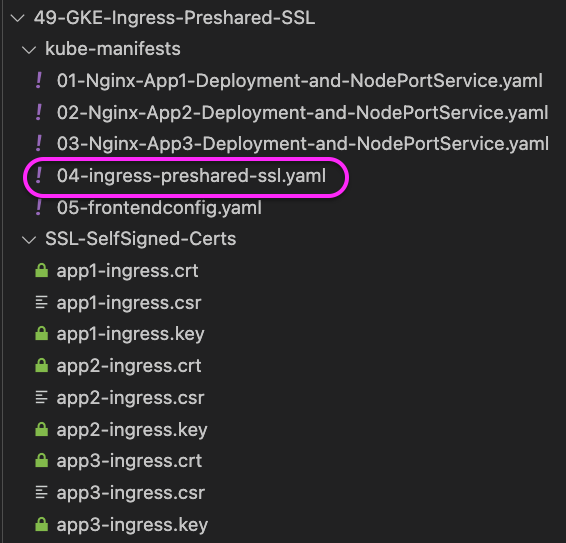 49-GKE-Ingress-Preshared-SSL
kube-manifests
! 01-Nginx-App1-Deployment-and-NodePortService.yaml
! 02-Nginx-App2-Deployment-and-NodePortService.yaml
! 03-Nginx-App3-Deployment-and-NodePortService.yaml
! 04-ingress-preshared-ssl.yaml
! 05-frontendconfig.yaml
SSL-SelfSigned-Certs
app1-ingress.crt
app1-ingress.csr
app1-ingress.key
app2-ingress.crt
app2-ingress.csr
app2-ingress.key
app3-ingress.crt
app3-ingress.csr
app3-ingress.key